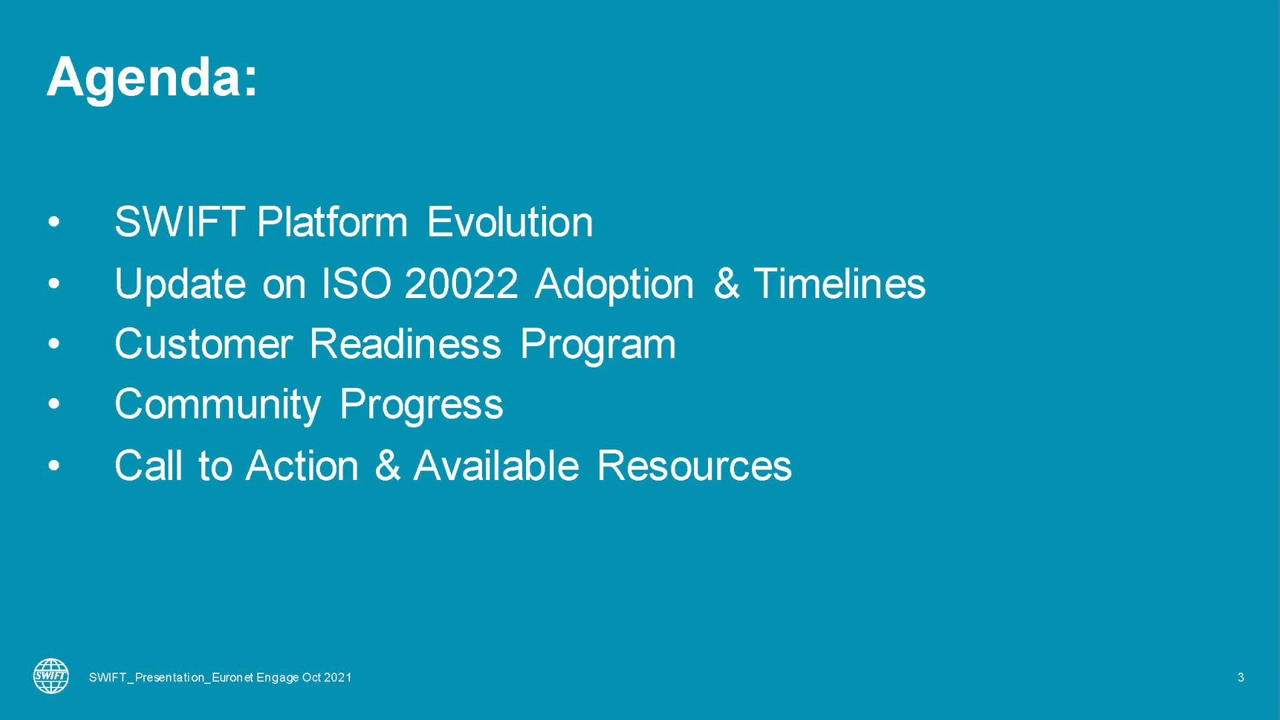 Agenda:
• SWIFT Platform Evolution
• Update on ISO 20022 Adoption & Timelines
• Customer Readiness Program
• Community Progress
• Call to Action & Available Resources
SWIFT
SWIFT_Presentation_Euronet Engage Oct 2021
3